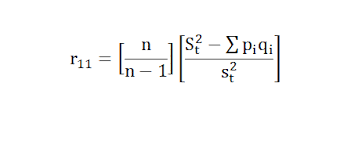 r₁₁ = [n / (n − 1)] [(S²ₜ − ∑ pᵢqᵢ) / s²ₜ]